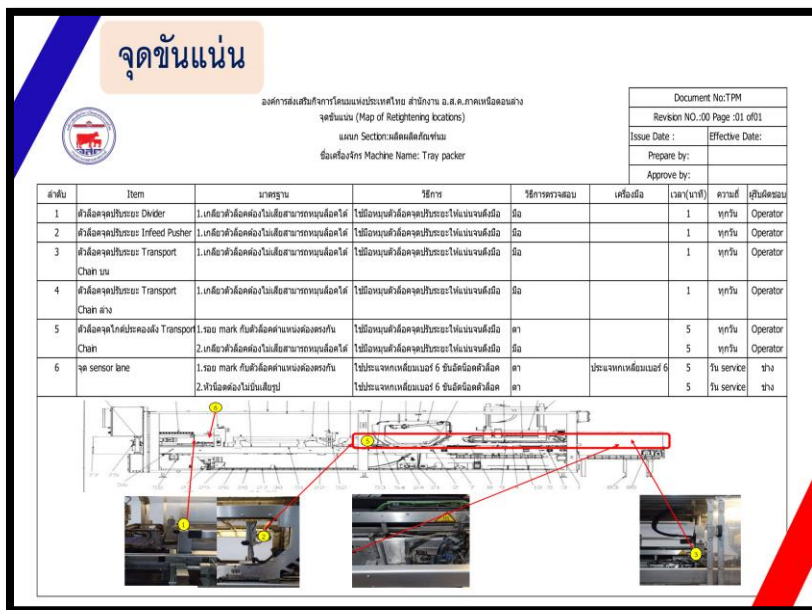 จุดขันแน่น
องค์การส่งเสริมกิจการโคนมแห่งประเทศไทย สำนักงาน อ.ส.ค.ภาคเหนือตอนล่าง
จุดขันแน่น (Map of Retightening locations)
แผนก Section:ผลิตผลิตภัณฑ์นม
ชื่อเครื่องจักร Machine Name: Tray packer
Document No:TPM
Revision NO.:00 Page :01 of01
Issue Date : Effective Date:
Prepare by:
Approve by:
ลำดับ Item มาตรฐาน วิธีการ วิธีการตรวจสอบ เครื่องมือ เวลา(นาที) ความถี่ ผู้รับผิดชอบ
1 ตัวล็อคจุดปรับระยะ Divider 1.เกลียวตัวล็อคต้องไม่เสียสามารถหมุนล็อคได้ ใช้มือหมุนตัวล็อคจุดปรับระยะให้แน่นจนตึงมือ มือ 1 ทุกวัน Operator
2 ตัวล็อคจุดปรับระยะ Infeed Pusher 1.เกลียวตัวล็อคต้องไม่เสียสามารถหมุนล็อคได้ ใช้มือหมุนตัวล็อคจุดปรับระยะให้แน่นจนตึงมือ มือ 1 ทุกวัน Operator
3 ตัวล็อคจุดปรับระยะ Transport 1.เกลียวตัวล็อคต้องไม่เสียสามารถหมุนล็อคได้ ใช้มือหมุนตัวล็อคจุดปรับระยะให้แน่นจนตึงมือ มือ 1 ทุกวัน Operator
Chain บน
4 ตัวล็อคจุดปรับระยะ Transport 1.เกลียวตัวล็อคต้องไม่เสียสามารถหมุนล็อคได้ ใช้มือหมุนตัวล็อคจุดปรับระยะให้แน่นจนตึงมือ มือ 1 ทุกวัน Operator
Chain ล่าง
5 ตัวล็อคจุดไกด์ประคองลัง Transport 1.รอย mark กับตัวล็อคตำแหน่งต้องตรงกัน ใช้มือหมุนตัวล็อคจุดปรับระยะให้แน่นจนตึงมือ ตา 5 ทุกวัน Operator
Chain 2.เกลียวตัวล็อคต้องไม่เสียสามารถหมุนล็อคได้ ใช้มือหมุนตัวล็อคจุดปรับระยะให้แน่นจนตึงมือ มือ 5 ทุกวัน Operator
6 จุด sensor lane 1.รอย mark กับตัวล็อคตำแหน่งต้องตรงกัน ใช้ประแจหกเหลี่ยมเบอร์ 6 ขันอัดน็อตตัวล็อค ตา ประแจหกเหลี่ยมเบอร์ 6 5 วัน service ช่าง
2.หัวน็อตต้องไม่บิ่นเสียรูป ใช้ประแจหกเหลี่ยมเบอร์ 6 ขันอัดน็อตตัวล็อค ตา 5 วัน service ช่าง
6
5
1
2
3